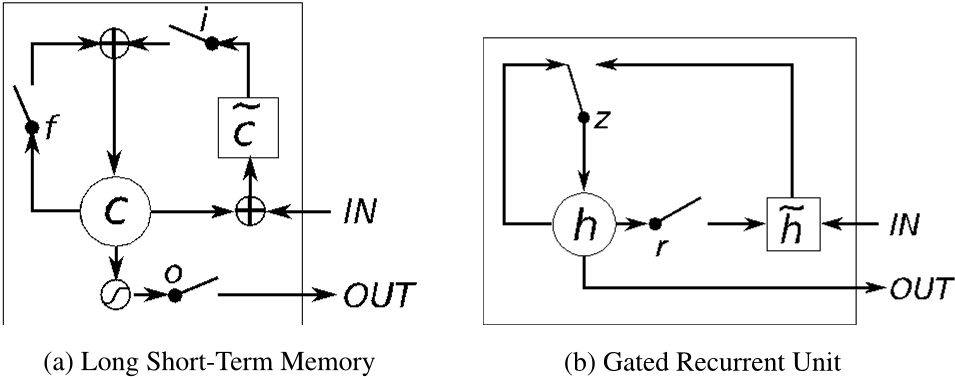 i
f
c̃
c
IN
o
OUT
(a) Long Short-Term Memory
z
h
r
h̃
IN
OUT
(b) Gated Recurrent Unit